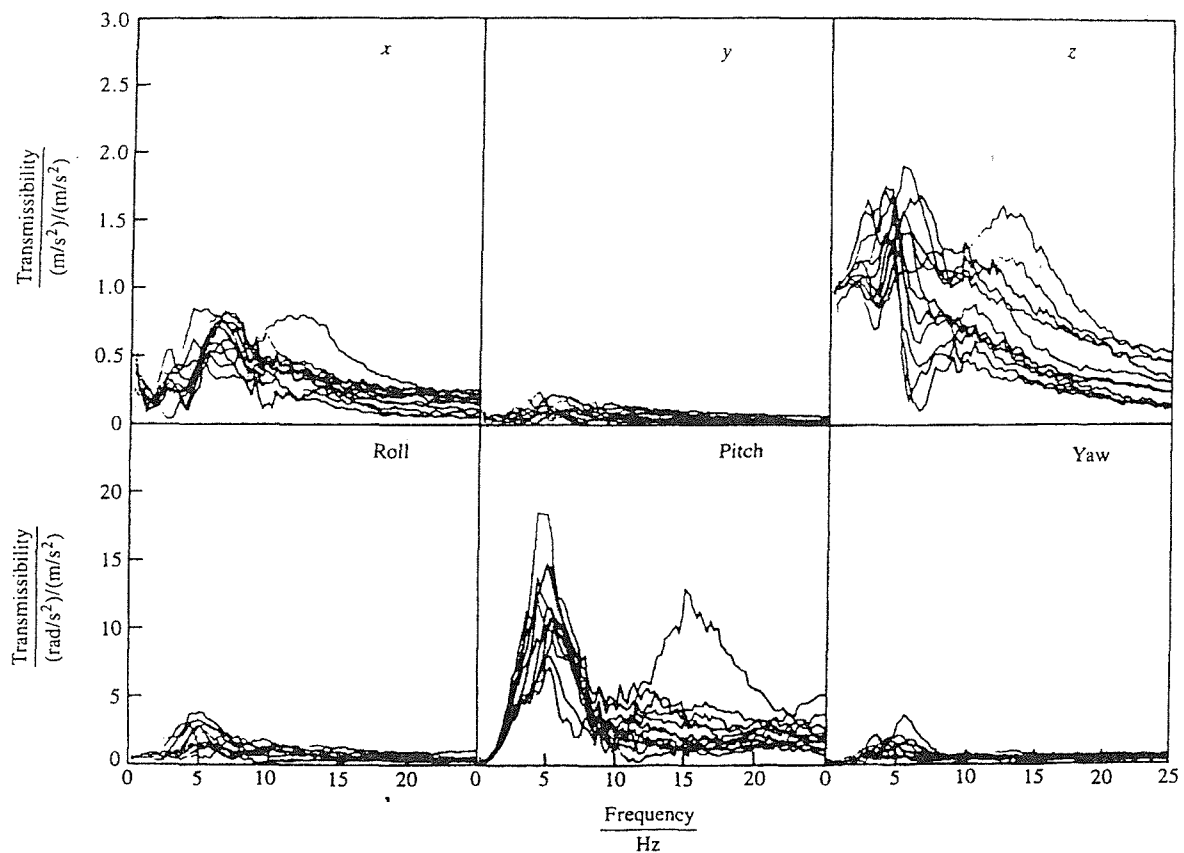 3.0
2.5
2.0
1.5
1.0
0.5
0
x
y
z
Transmissibility
(m/s²)/(m/s²)
Roll
Pitch
Yaw
20
15
10
5
0
Transmissibility
(rad/s²)/(m/s²)
0 5 10 15 20 0 5 10 15 20 0 5 10 15 20 25
Frequency
Hz